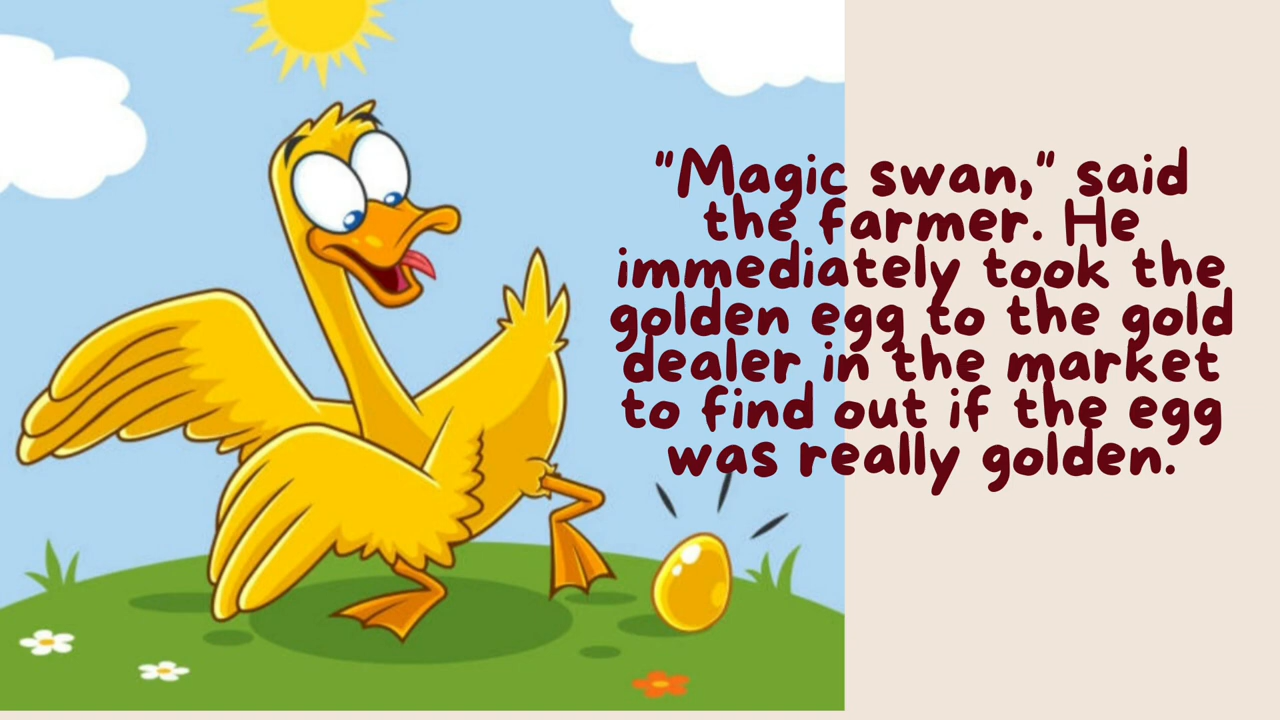 "Magic swan," said
the farmer. He
immediately took the
golden egg to the gold
dealer in the market
to find out if the egg
was really golden.